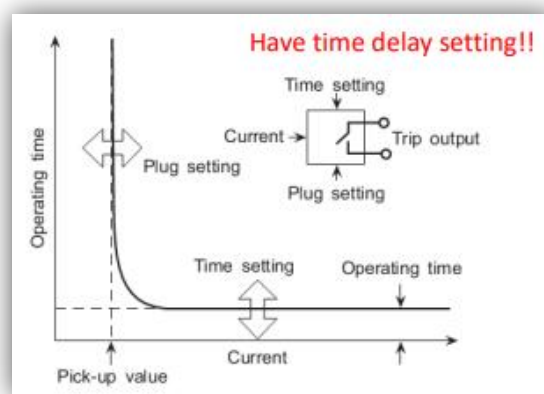 Have time delay setting!!
Time setting
Current
Trip output
Plug setting
Plug setting
Operating time
Time setting
Operating time
Current
Pick-up value